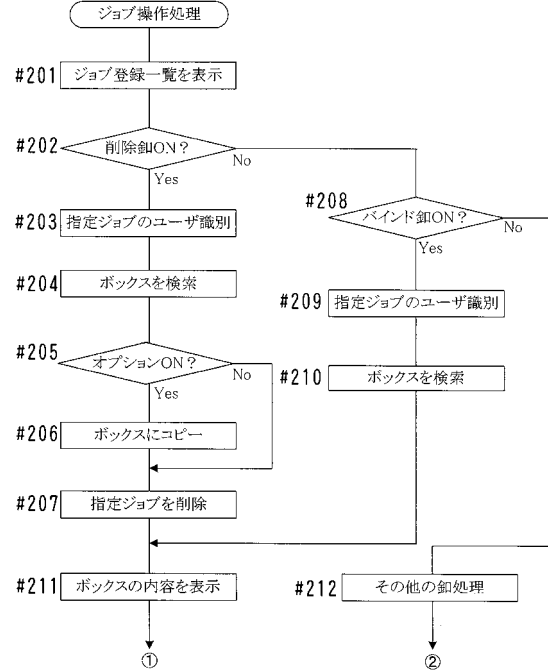 ジョブ操作処理
#201 ジョブ登録一覧を表示
#202 削除釦ON?
No
Yes
#208 バインド釦ON?
No
Yes
#203 指定ジョブのユーザ識別
#204 ボックスを検索
#209 指定ジョブのユーザ識別
#205 オプションON?
No
Yes
#210 ボックスを検索
#206 ボックスにコピー
#207 指定ジョブを削除
#211 ボックスの内容を表示
#212 その他の釦処理
①
②